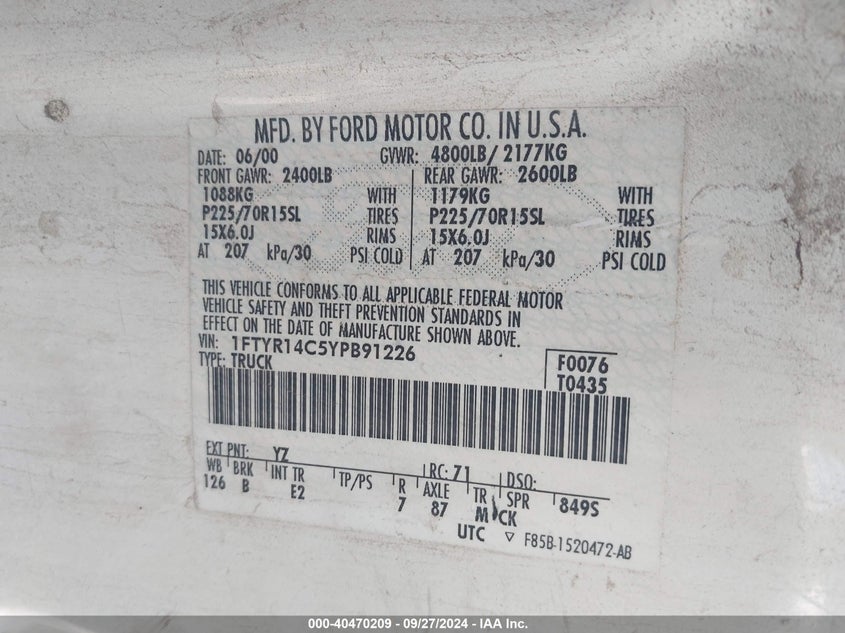 MFD. BY FORD MOTOR CO. IN U.S.A.
DATE: 06/00 GVWR: 4800LB/ 2177KG
FRONT GAWR: 2400LB REAR GAWR: 2600LB
1088KG WITH 1179KG WITH
P225/70R15SL TIRES P225/70R15SL TIRES
15X6.0J RIMS 15X6.0J RIMS
AT 207 kPa/30 PSI COLD AT 207 kPa/30 PSI COLD
THIS VEHICLE CONFORMS TO ALL APPLICABLE FEDERAL MOTOR
VEHICLE SAFETY AND THEFT PREVENTION STANDARDS IN
EFFECT ON THE DATE OF MANUFACTURE SHOWN ABOVE.
VIN: 1FTYR14C5YPB91226 F0076
TYPE: TRUCK T0435
EXT PNT: YZ RC: 71 DSO:
WB BRK INT TR TP/PS R AXLE TR SPR 849S
126 B E2 7 87 M CK
UTC ▽ F85B-1520472-AB
000-40470209 - 09/27/2024 - IAA Inc.